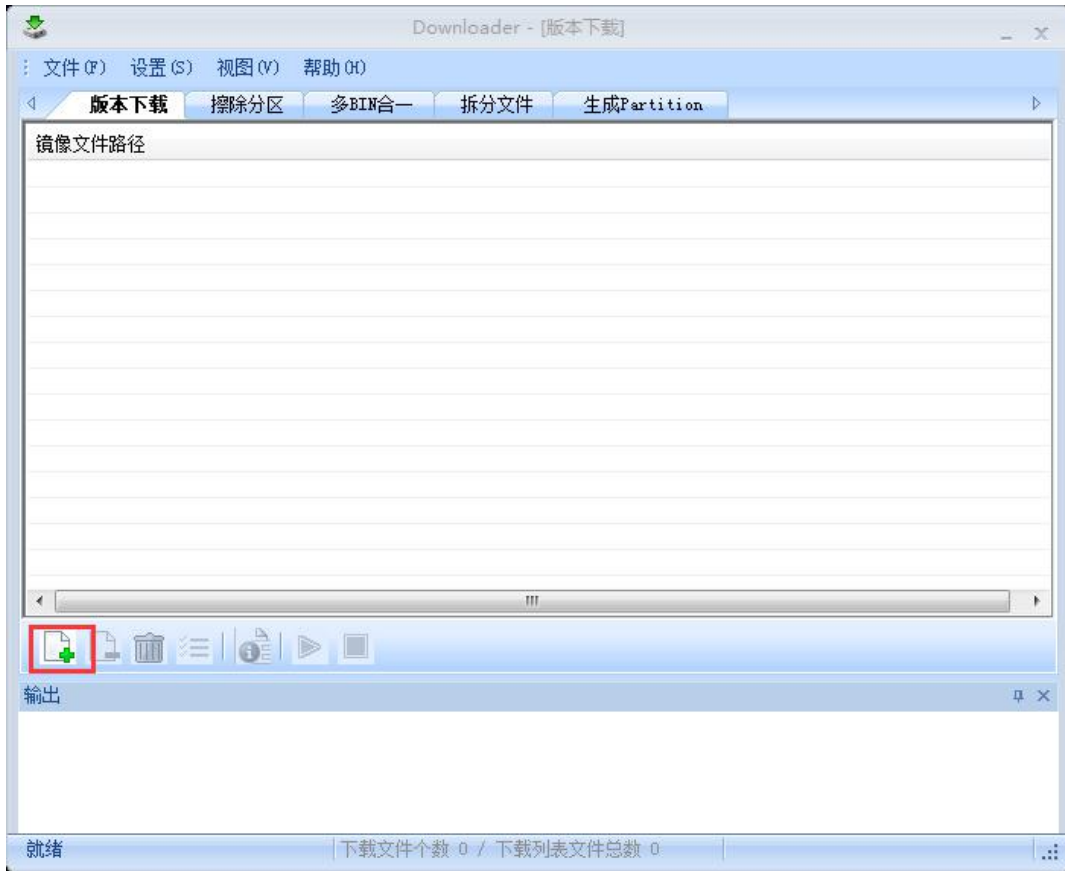 Downloader - [版本下载]
文件(F) 设置(S) 视图(V) 帮助(H)
版本下载 擦除分区 多BIN合一 拆分文件 生成Partition
镜像文件路径
输出
就绪 下载文件个数 0 / 下载列表文件总数 0